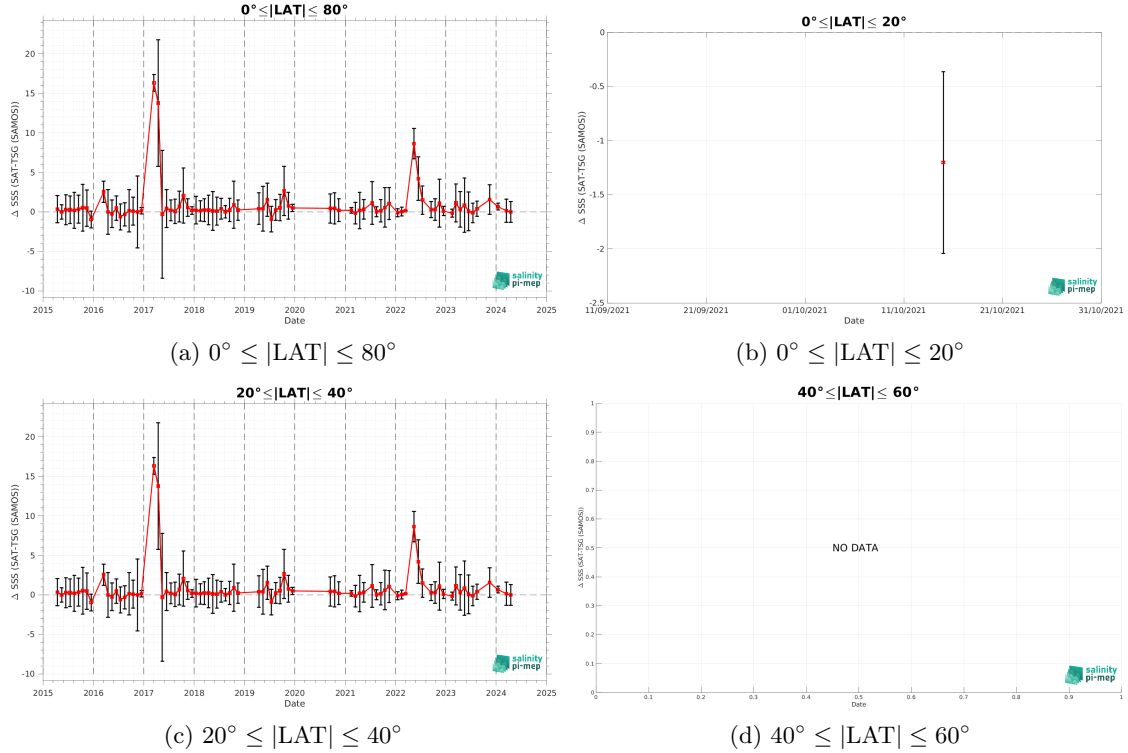 0°≤|LAT|≤ 80°
Δ SSS (SAT-TSG (SAMOS))
20
15
10
5
0
-5
-10
2015 2016 2017 2018 2019 2020 2021 2022 2023 2024 2025
Date
salinity
pi-mep
(a) 0° ≤ |LAT| ≤ 80°
0°≤|LAT|≤ 20°
Δ SSS (SAT-TSG (SAMOS))
0
-0.5
-1
-1.5
-2
-2.5
11/09/2021 21/09/2021 01/10/2021 11/10/2021 21/10/2021 31/10/2021
Date
salinity
pi-mep
(b) 0° ≤ |LAT| ≤ 20°
20°≤|LAT|≤ 40°
Δ SSS (SAT-TSG (SAMOS))
20
15
10
5
0
-5
-10
2015 2016 2017 2018 2019 2020 2021 2022 2023 2024 2025
Date
salinity
pi-mep
(c) 20° ≤ |LAT| ≤ 40°
40°≤|LAT|≤ 60°
Δ SSS (SAT-TSG (SAMOS))
1
0.9
0.8
0.7
0.6
0.5
0.4
0.3
0.2
0.1
0
NO DATA
0 0.1 0.2 0.3 0.4 0.5 0.6 0.7 0.8 0.9 1
Date
salinity
pi-mep
(d) 40° ≤ |LAT| ≤ 60°